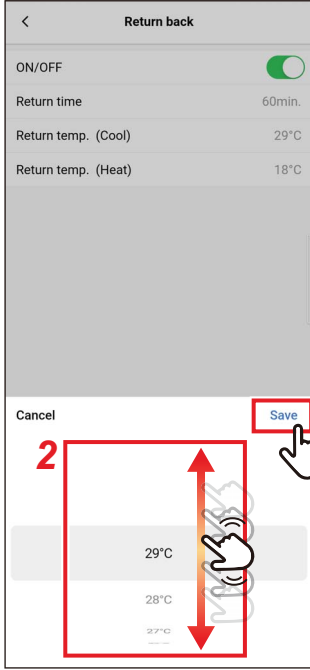 Return back
ON/OFF
Return time 60min.
Return temp. (Cool) 29°C
Return temp. (Heat) 18°C
Cancel Save
2
29°C
28°C
27°C